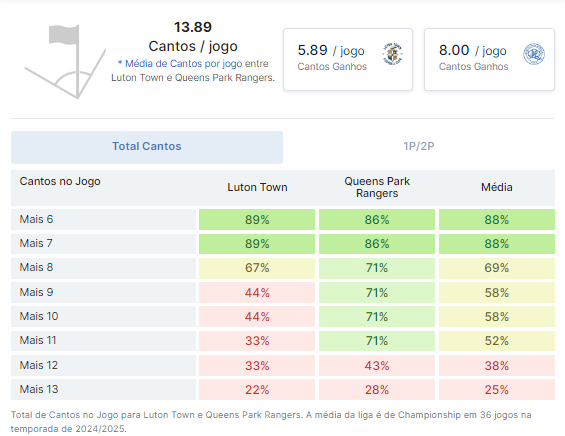 13.89
Cantos / jogo
* Média de Cantos por jogo entre
Luton Town e Queens Park Rangers.
5.89 / jogo
Cantos Ganhos
8.00 / jogo
Cantos Ganhos
Total Cantos 1P/2P
Cantos no Jogo Luton Town Queens Park Rangers Média
Mais 6 89% 86% 88%
Mais 7 89% 86% 88%
Mais 8 67% 71% 69%
Mais 9 44% 71% 58%
Mais 10 44% 71% 58%
Mais 11 33% 71% 52%
Mais 12 33% 43% 38%
Mais 13 22% 28% 25%
Total de Cantos no Jogo para Luton Town e Queens Park Rangers. A média da liga é de Championship em 36 jogos na
temporada de 2024/2025.